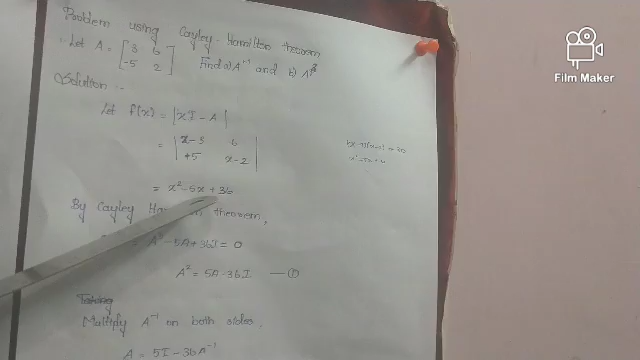 Problem using Cayley-Hamilton theorem
Let A = [3 6
-5 2] Find a) A⁻¹ and b) A³
Solution :-
Let f(x) = |xI - A|
= |x-3 6
+5 x-2|
= x² - 5x + 36
By Cayley theorem,
A² - 5A + 36I = 0
A² = 5A - 36I — ①
Multiply A⁻¹ on both sides.
A = 5I - 36A⁻¹
Film Maker